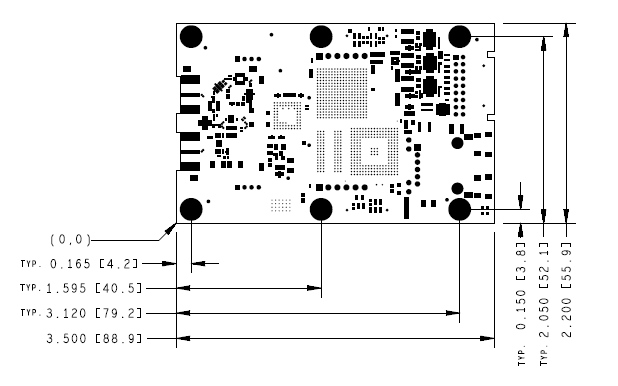 (0,0)
TYP. 0.165 [4.2]
TYP. 1.595 [40.5]
TYP. 3.120 [79.2]
3.500 [88.9]
TYP. 0.150 [3.8]
TYP. 2.050 [52.1]
2.200 [55.9]